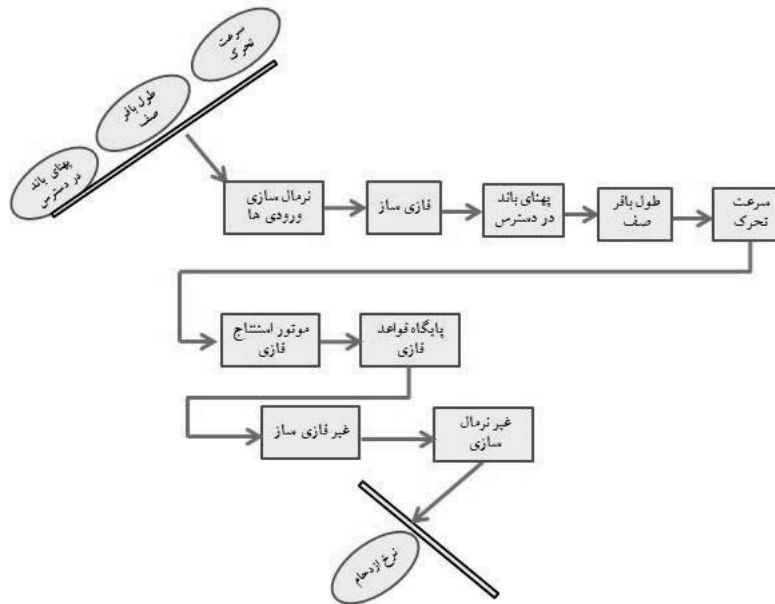 سرعت
تحرک
طول بافر
صف
پهنای باند
در دسترس
نرمال سازی
ورودی ها
فازی ساز
پهنای باند
در دسترس
طول بافر
صف
سرعت
تحرک
موتور استنتاج
فازی
پایگاه قواعد
فازی
غیر فازی ساز
غیر نرمال
سازی
نرخ ازدحام